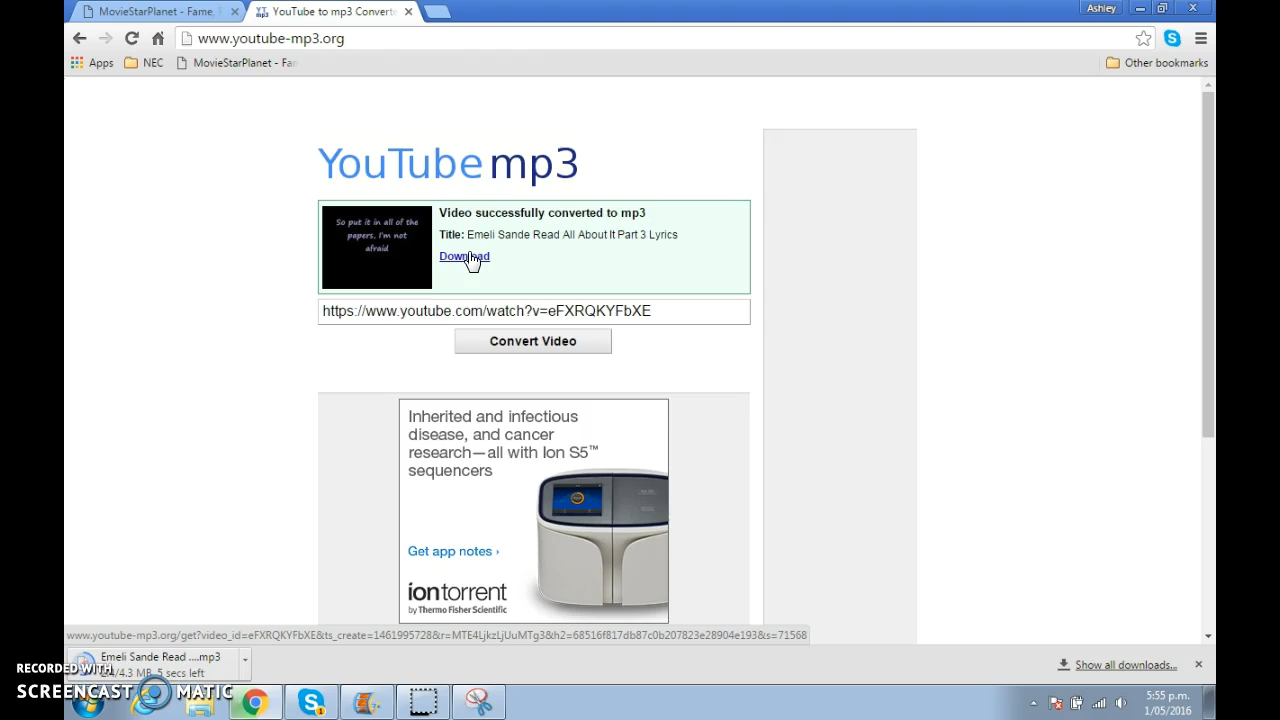 MovieStarPlanet - Fame,
YouTube to mp3 Converte
Ashley
www.youtube-mp3.org
Apps
NEC
MovieStarPlanet - Fa
Other bookmarks
YouTube mp3
So put it in all of the
papers, I'm not
afraid
Video successfully converted to mp3
Title: Emeli Sande Read All About It Part 3 Lyrics
Download
https://www.youtube.com/watch?v=eFXRQKYFbXE
Convert Video
Inherited and infectious
disease, and cancer
research—all with Ion S5™
sequencers
Get app notes ›
iontorrent
by Thermo Fisher Scientific
www.youtube-mp3.org/get?video_id=eFXRQKYFbXE&ts_create=1461995728&r=MTE4LjkzLjUuMTg3&h2=68516f817db87c0b207823e28904e193&s=71568
Emeli Sande Read ....mp3
/4.3 MB, 5 secs left
Show all downloads...
RECORDED WITH
SCREENCAST MATIC
5:55 p.m.
1/05/2016